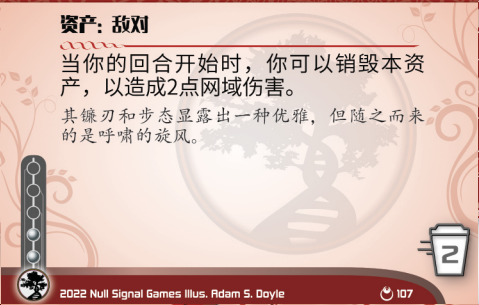 资产：敌对
当你的回合开始时，你可以销毁本资
产，以造成2点网域伤害。
其镰刃和步态显露出一种优雅，但随之而来
的是呼啸的旋风。
2
2022 Null Signal Games Illus. Adam S. Doyle
107